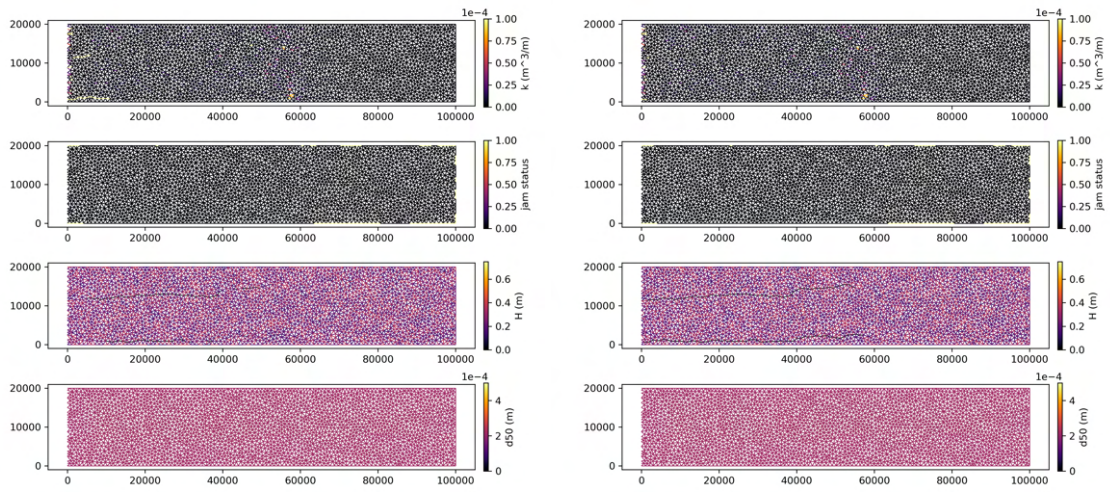 1e−4 1e−4
20000 1.00 20000 1.00
0.75 0.75
10000 0.50 10000 0.50
0.25 0.25
0 0.00 0 0.00
k (m^3/m) k (m^3/m)
0 20000 40000 60000 80000 100000 0 20000 40000 60000 80000 100000
20000 1.00 20000 1.00
0.75 0.75
10000 0.50 10000 0.50
0.25 0.25
0 0.00 0 0.00
jam status jam status
0 20000 40000 60000 80000 100000 0 20000 40000 60000 80000 100000
20000 0.6 20000 0.6
10000 0.4 10000 0.4
0.2 0.2
0 0.0 0 0.0
H (m) H (m)
0 20000 40000 60000 80000 100000 0 20000 40000 60000 80000 100000
1e−4 1e−4
20000 4 20000 4
10000 2 10000 2
0 0 0 0
d50 (m) d50 (m)
0 20000 40000 60000 80000 100000 0 20000 40000 60000 80000 100000